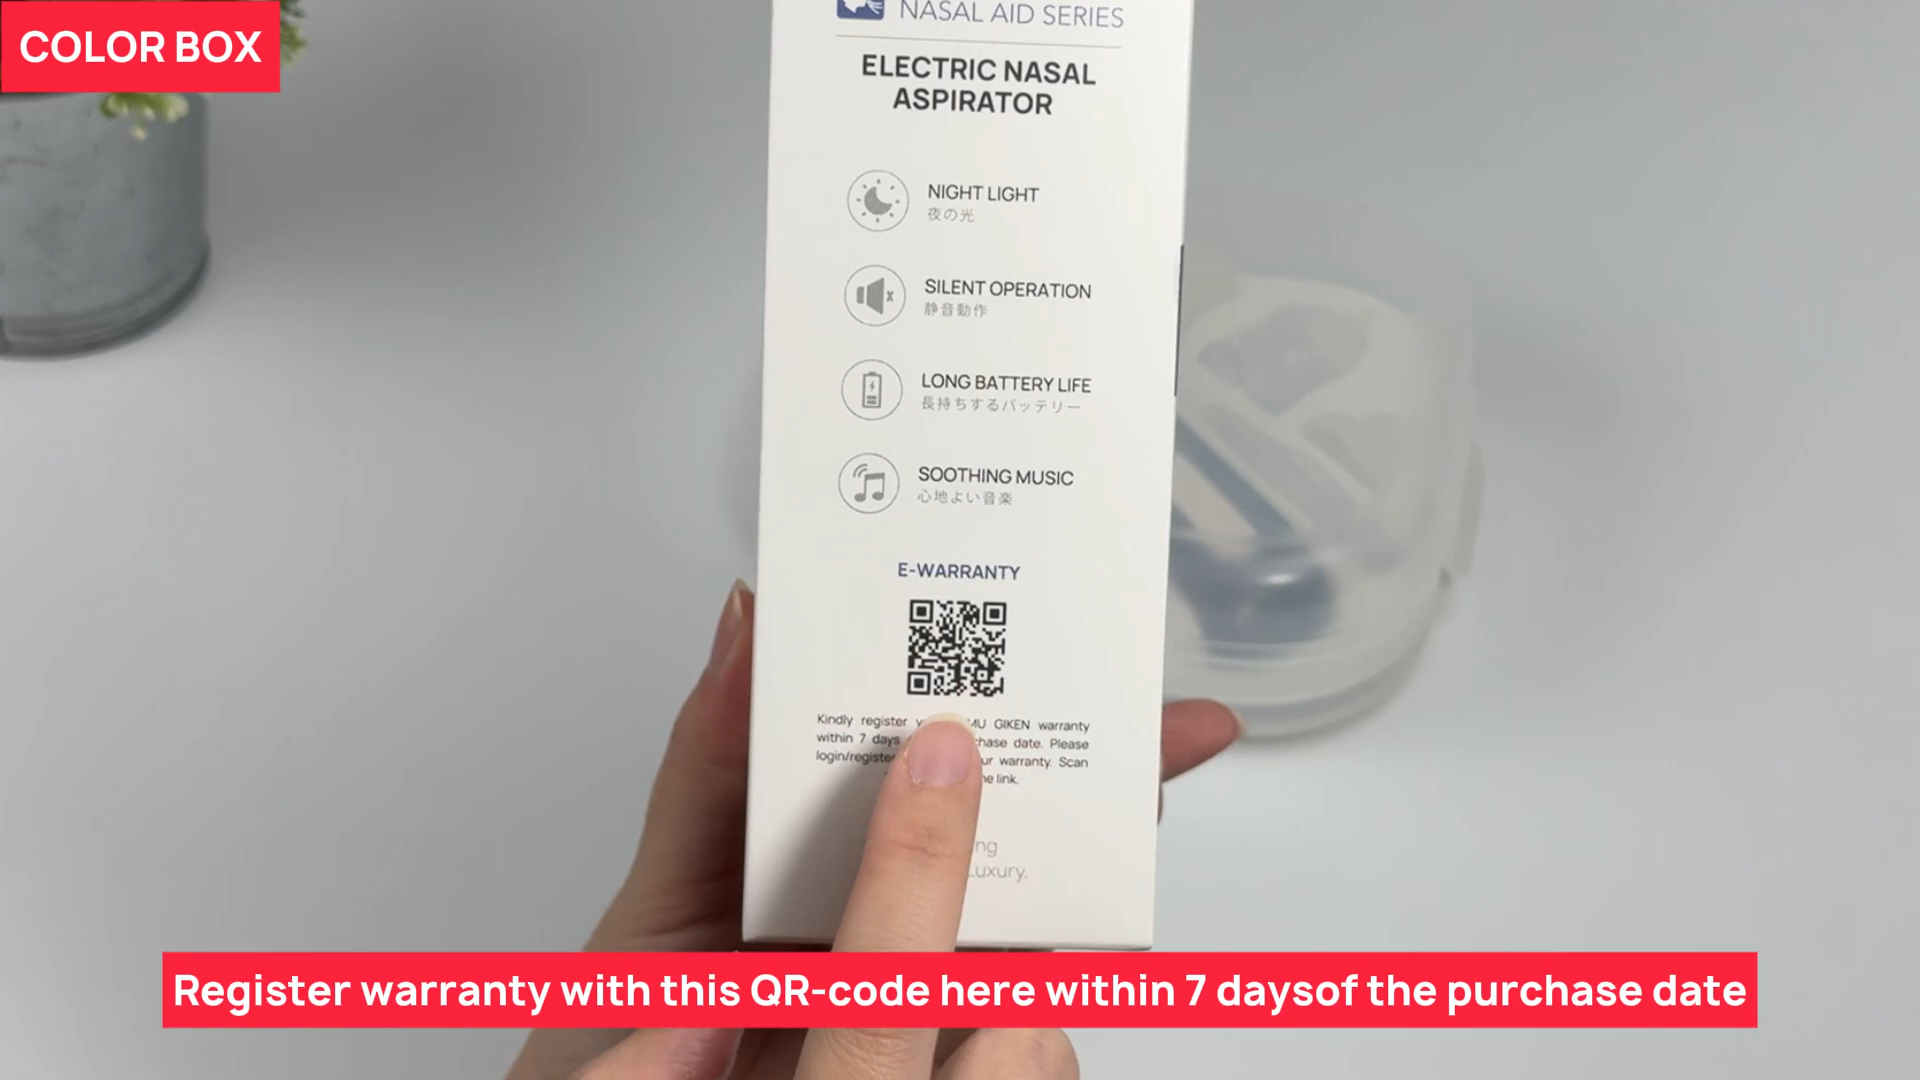 COLOR BOX
NASAL AID SERIES
ELECTRIC NASAL
ASPIRATOR
NIGHT LIGHT
夜の光
SILENT OPERATION
静音動作
LONG BATTERY LIFE
長持ちするバッテリー
SOOTHING MUSIC
心地よい音楽
E-WARRANTY
Kindly register GIKEN warranty
within 7 days date. Please
login/register warranty. Scan
link.
Luxury.
Register warranty with this QR-code here within 7 daysof the purchase date